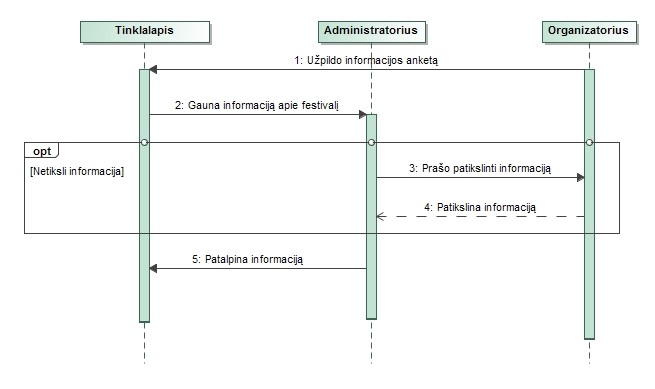 Tinklalapis
Administratorius
Organizatorius
1: Užpildo informacijos anketą
2: Gauna informaciją apie festivalį
opt
[Netiksli informacija]
3: Prašo patikslinti informaciją
4: Patikslina informaciją
5: Patalpina informaciją